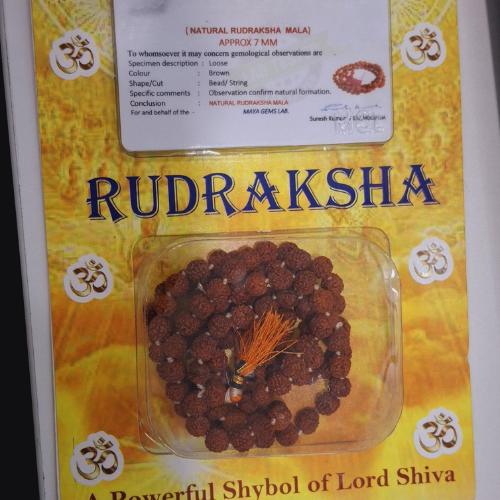 ( NATURAL RUDRAKSHA MALA)
APPROX 7 MM
To whomsoever it may concern gemological observations are
Specimen description : Loose
Colour : Brown
Shape/Cut : Bead/ String
Specific comments : Observation confirm natural formation.
Conclusion : NATURAL RUDRAKSHA MALA
For and behalf of the - MAYA GEMS LAB.
Suresh Kumar
RUDRAKSHA
ॐ
ॐ
ॐ
ॐ
ॐ
ॐ
A Powerful Shybol of Lord Shiva